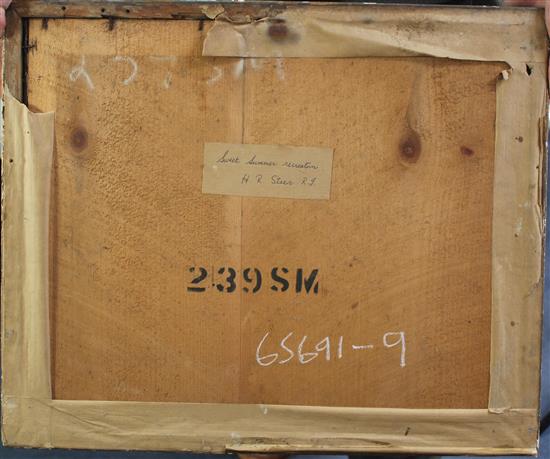 Sweet Summer recreation
H R Steer R.I.
239SM
65691-9